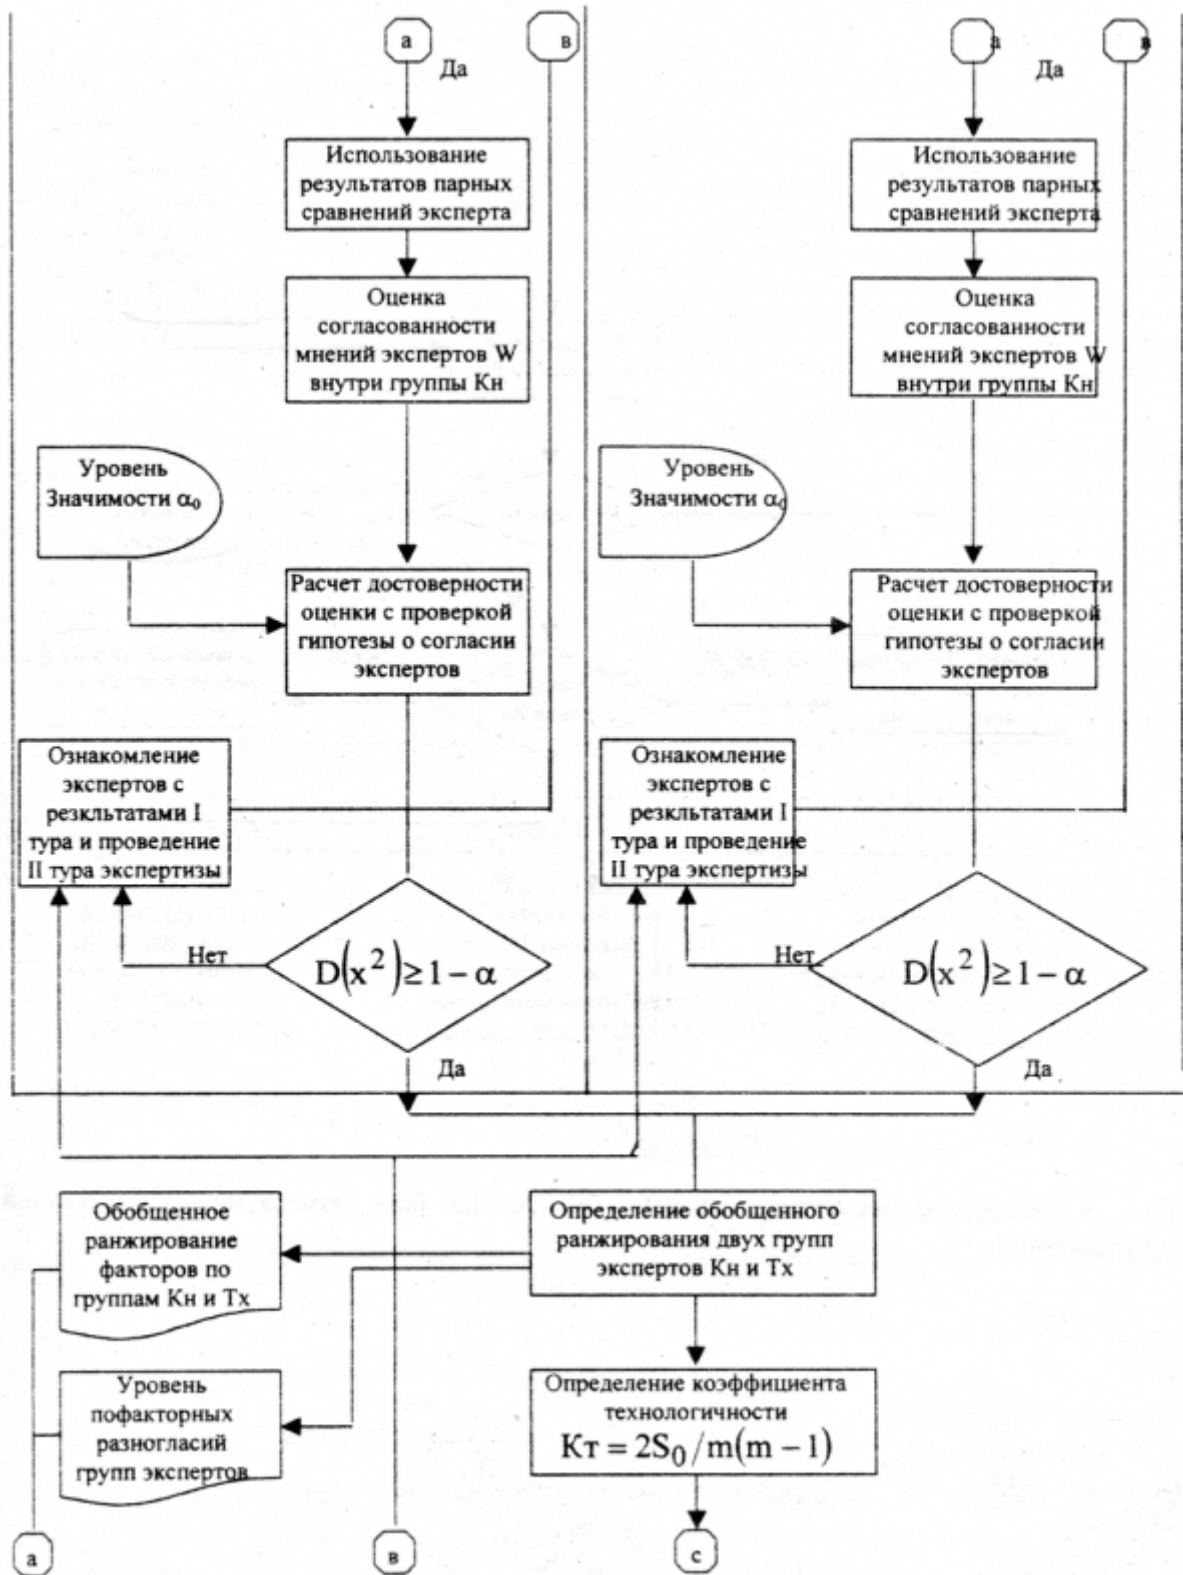 а
в
а
в
Да
Да
Использование
результатов парных
сравнений эксперта
Использование
результатов парных
сравнений эксперта
Оценка
согласованности
мнений экспертов W
внутри группы Кн
Оценка
согласованности
мнений экспертов W
внутри группы Кн
Уровень
Значимости α₀
Уровень
Значимости α₀
Расчет достоверности
оценки с проверкой
гипотезы о согласии
экспертов
Расчет достоверности
оценки с проверкой
гипотезы о согласии
экспертов
Ознакомление
экспертов с
резкльтатами I
тура и проведение
II тура экспертизы
Ознакомление
экспертов с
резкльтатами I
тура и проведение
II тура экспертизы
Нет
D(x²)≥1−α
Нет
D(x²)≥1−α
Да
Да
Обобщенное
ранжирование
факторов по
группам Кн и Тх
Определение обобщенного
ранжирования двух групп
экспертов Кн и Тх
Уровень
пофакторных
разногласий
групп экспертов
Определение коэффициента
технологичности
Кт = 2S₀/m(m−1)
а
в
с